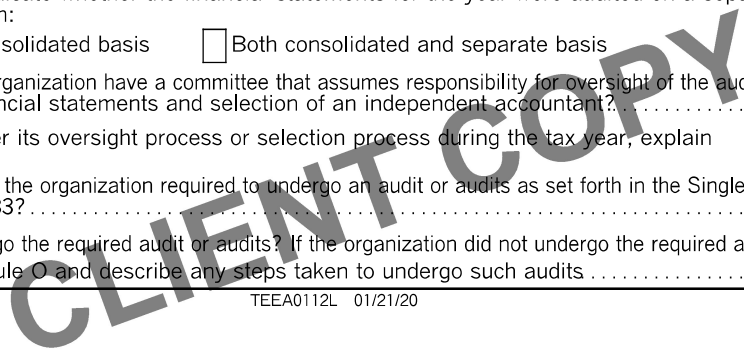 n:
solidated basis Both consolidated and separate basis
rganization have a committee that assumes responsibility for oversight of the aud
ncial statements and selection of an independent accountant?
er its oversight process or selection process during the tax year, explain
the organization required to undergo an audit or audits as set forth in the Single
33?
go the required audit or audits? If the organization did not undergo the required a
ule O and describe any steps taken to undergo such audits
TEEA0112L 01/21/20
CLIENT COPY